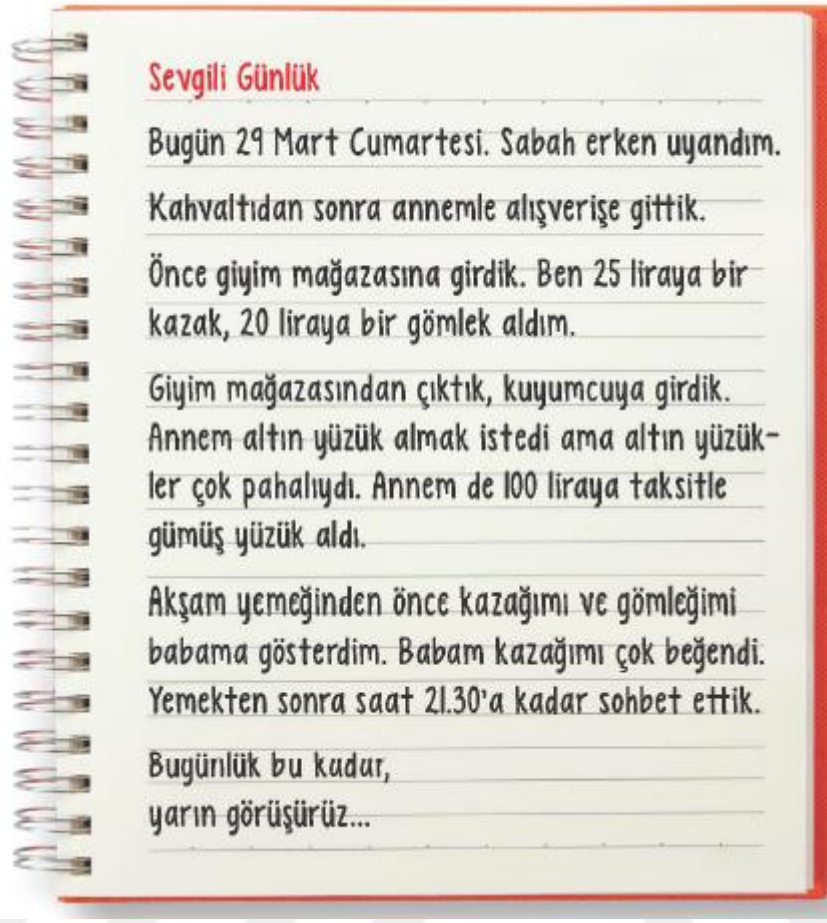 Sevgili Günlük
Bugün 29 Mart Cumartesi. Sabah erken uyandım.
Kahvaltıdan sonra annemle alışverişe gittik.
Önce giyim mağazasına girdik. Ben 25 liraya bir
kazak, 20 liraya bir gömlek aldım.
Giyim mağazasından çıktık, kuyumcuya girdik.
Annem altın yüzük almak istedi ama altın yüzük-
ler çok pahalıydı. Annem de 100 liraya taksitle
gümüş yüzük aldı.
Akşam yemeğinden önce kazağımı ve gömleğimi
babama gösterdim. Babam kazağımı çok beğendi.
Yemekten sonra saat 21.30'a kadar sohbet ettik.
Bugünlük bu kadar,
yarın görüşürüz...